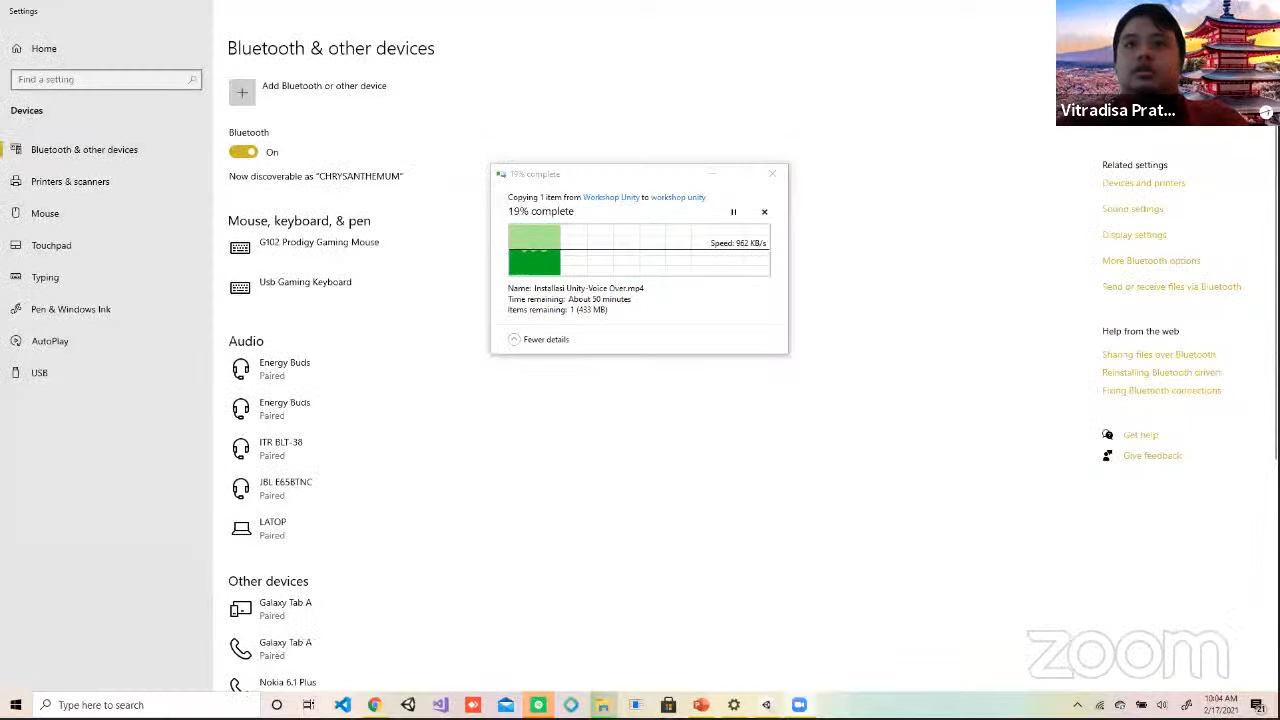 Settings
Home
Find a setting
Devices
Bluetooth & other devices
Printers & scanners
Mouse
Touchpad
Typing
Pen & Windows Ink
AutoPlay
USB
Bluetooth & other devices
Add Bluetooth or other device
Bluetooth
On
Now discoverable as “CHRYSANTHEMUM”
Mouse, keyboard, & pen
G102 Prodigy Gaming Mouse
Usb Gaming Keyboard
Audio
Energy Buds
Paired
Energy Buds
Paired
ITR BLT-38
Paired
JBL E65BTNC
Paired
LATOP
Paired
Other devices
Galaxy Tab A
Paired
Galaxy Tab A
Paired
Nokia 6.1 Plus
19% complete
Copying 1 item from Workshop Unity to workshop unity
19% complete
Speed: 962 KB/s
Name: Installasi Unity-Voice Over.mp4
Time remaining: About 50 minutes
Items remaining: 1 (433 MB)
Fewer details
Vitradisa Prat...
Related settings
Devices and printers
Sound settings
Display settings
More Bluetooth options
Send or receive files via Bluetooth
Help from the web
Sharing files over Bluetooth
Reinstalling Bluetooth drivers
Fixing Bluetooth connections
Get help
Give feedback
zoom
Type here to search
10:04 AM
2/17/2021